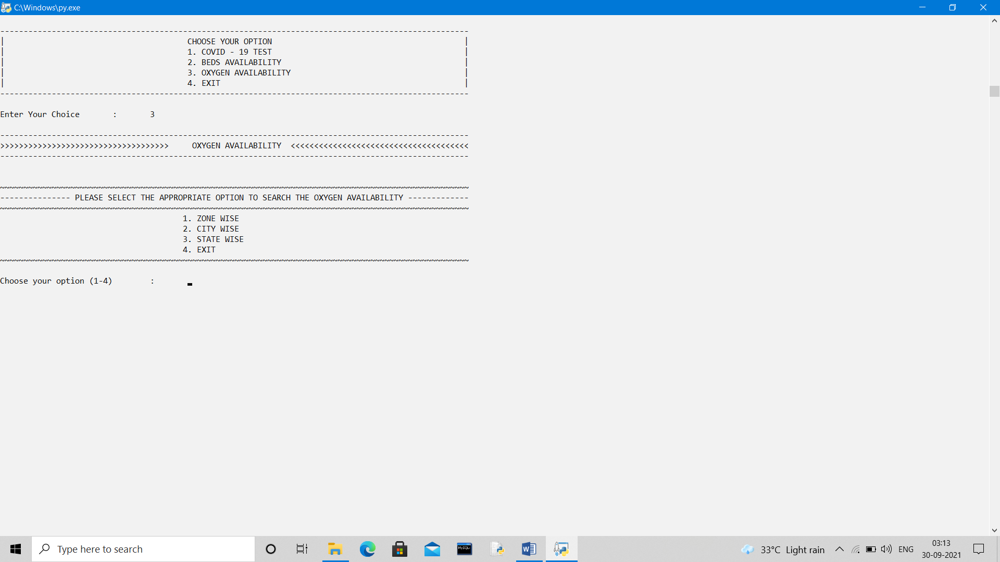 C:\Windows\py.exe
----------------------------------------------------------------------------------------------------
| CHOOSE YOUR OPTION |
| 1. COVID - 19 TEST |
| 2. BEDS AVAILABILITY |
| 3. OXYGEN AVAILABILITY |
| 4. EXIT |
----------------------------------------------------------------------------------------------------
Enter Your Choice : 3
----------------------------------------------------------------------------------------------------
>>>>>>>>>>>>>>>>>>>>>>>>>>>>>>>>>>>> OXYGEN AVAILABILITY <<<<<<<<<<<<<<<<<<<<<<<<<<<<<<<<<<<<<<
----------------------------------------------------------------------------------------------------
~~~~~~~~~~~~~~~~~~~~~~~~~~~~~~~~~~~~~~~~~~~~~~~~~~~~~~~~~~~~~~~~~~~~~~~~~~~~~~~~~~~~~~~~~~~~~~~~~~~~
--------------- PLEASE SELECT THE APPROPRIATE OPTION TO SEARCH THE OXYGEN AVAILABILITY -------------
~~~~~~~~~~~~~~~~~~~~~~~~~~~~~~~~~~~~~~~~~~~~~~~~~~~~~~~~~~~~~~~~~~~~~~~~~~~~~~~~~~~~~~~~~~~~~~~~~~~~
1. ZONE WISE
2. CITY WISE
3. STATE WISE
4. EXIT
~~~~~~~~~~~~~~~~~~~~~~~~~~~~~~~~~~~~~~~~~~~~~~~~~~~~~~~~~~~~~~~~~~~~~~~~~~~~~~~~~~~~~~~~~~~~~~~~~~~~
Choose your option (1-4) :
Type here to search
33°C Light rain
ENG
03:13
30-09-2021